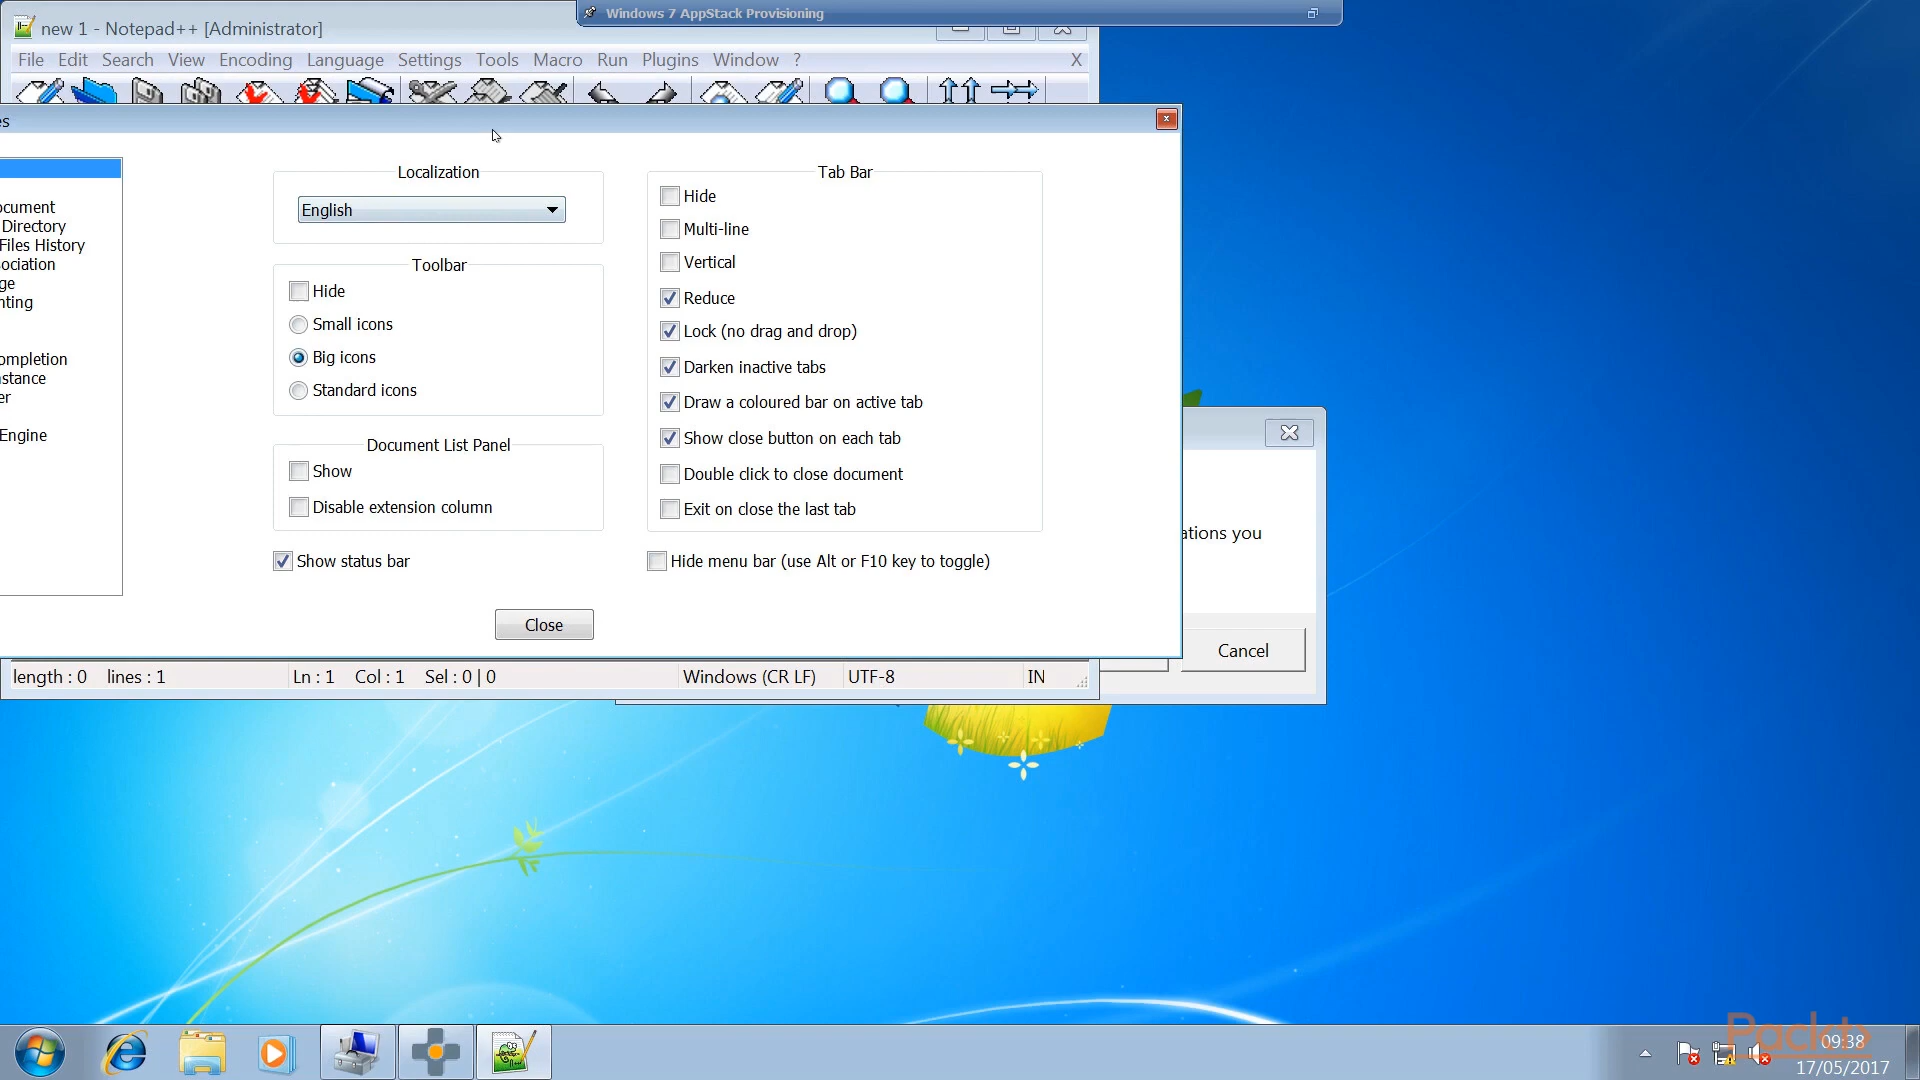 Windows 7 AppStack Provisioning
new 1 - Notepad++ [Administrator]
File Edit Search View Encoding Language Settings Tools Macro Run Plugins Window ? X
es
Localization
English
Toolbar
Hide
Small icons
Big icons
Standard icons
Document List Panel
Show
Disable extension column
Show status bar
Tab Bar
Hide
Multi-line
Vertical
Reduce
Lock (no drag and drop)
Darken inactive tabs
Draw a coloured bar on active tab
Show close button on each tab
Double click to close document
Exit on close the last tab
Hide menu bar (use Alt or F10 key to toggle)
Close
ocument
Directory
Files History
ociation
ge
nting
ompletion
stance
er
Engine
ations you
Cancel
length : 0 lines : 1 Ln : 1 Col : 1 Sel : 0 | 0 Windows (CR LF) UTF-8 IN
Packt
09:38
17/05/2017